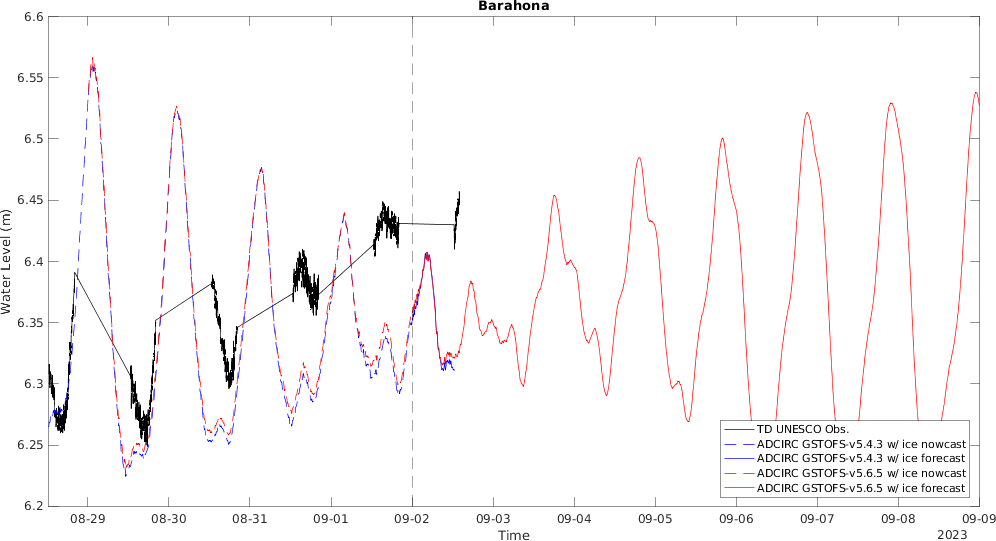 Barahona
Water Level (m)
6.6
6.55
6.5
6.45
6.4
6.35
6.3
6.25
6.2
TD UNESCO Obs.
ADCIRC GSTOFS-v5.4.3 w/ ice nowcast
ADCIRC GSTOFS-v5.4.3 w/ ice forecast
ADCIRC GSTOFS-v5.6.5 w/ ice nowcast
ADCIRC GSTOFS-v5.6.5 w/ ice forecast
08-29 08-30 08-31 09-01 09-02 09-03 09-04 09-05 09-06 09-07 09-08 09-09
Time
2023